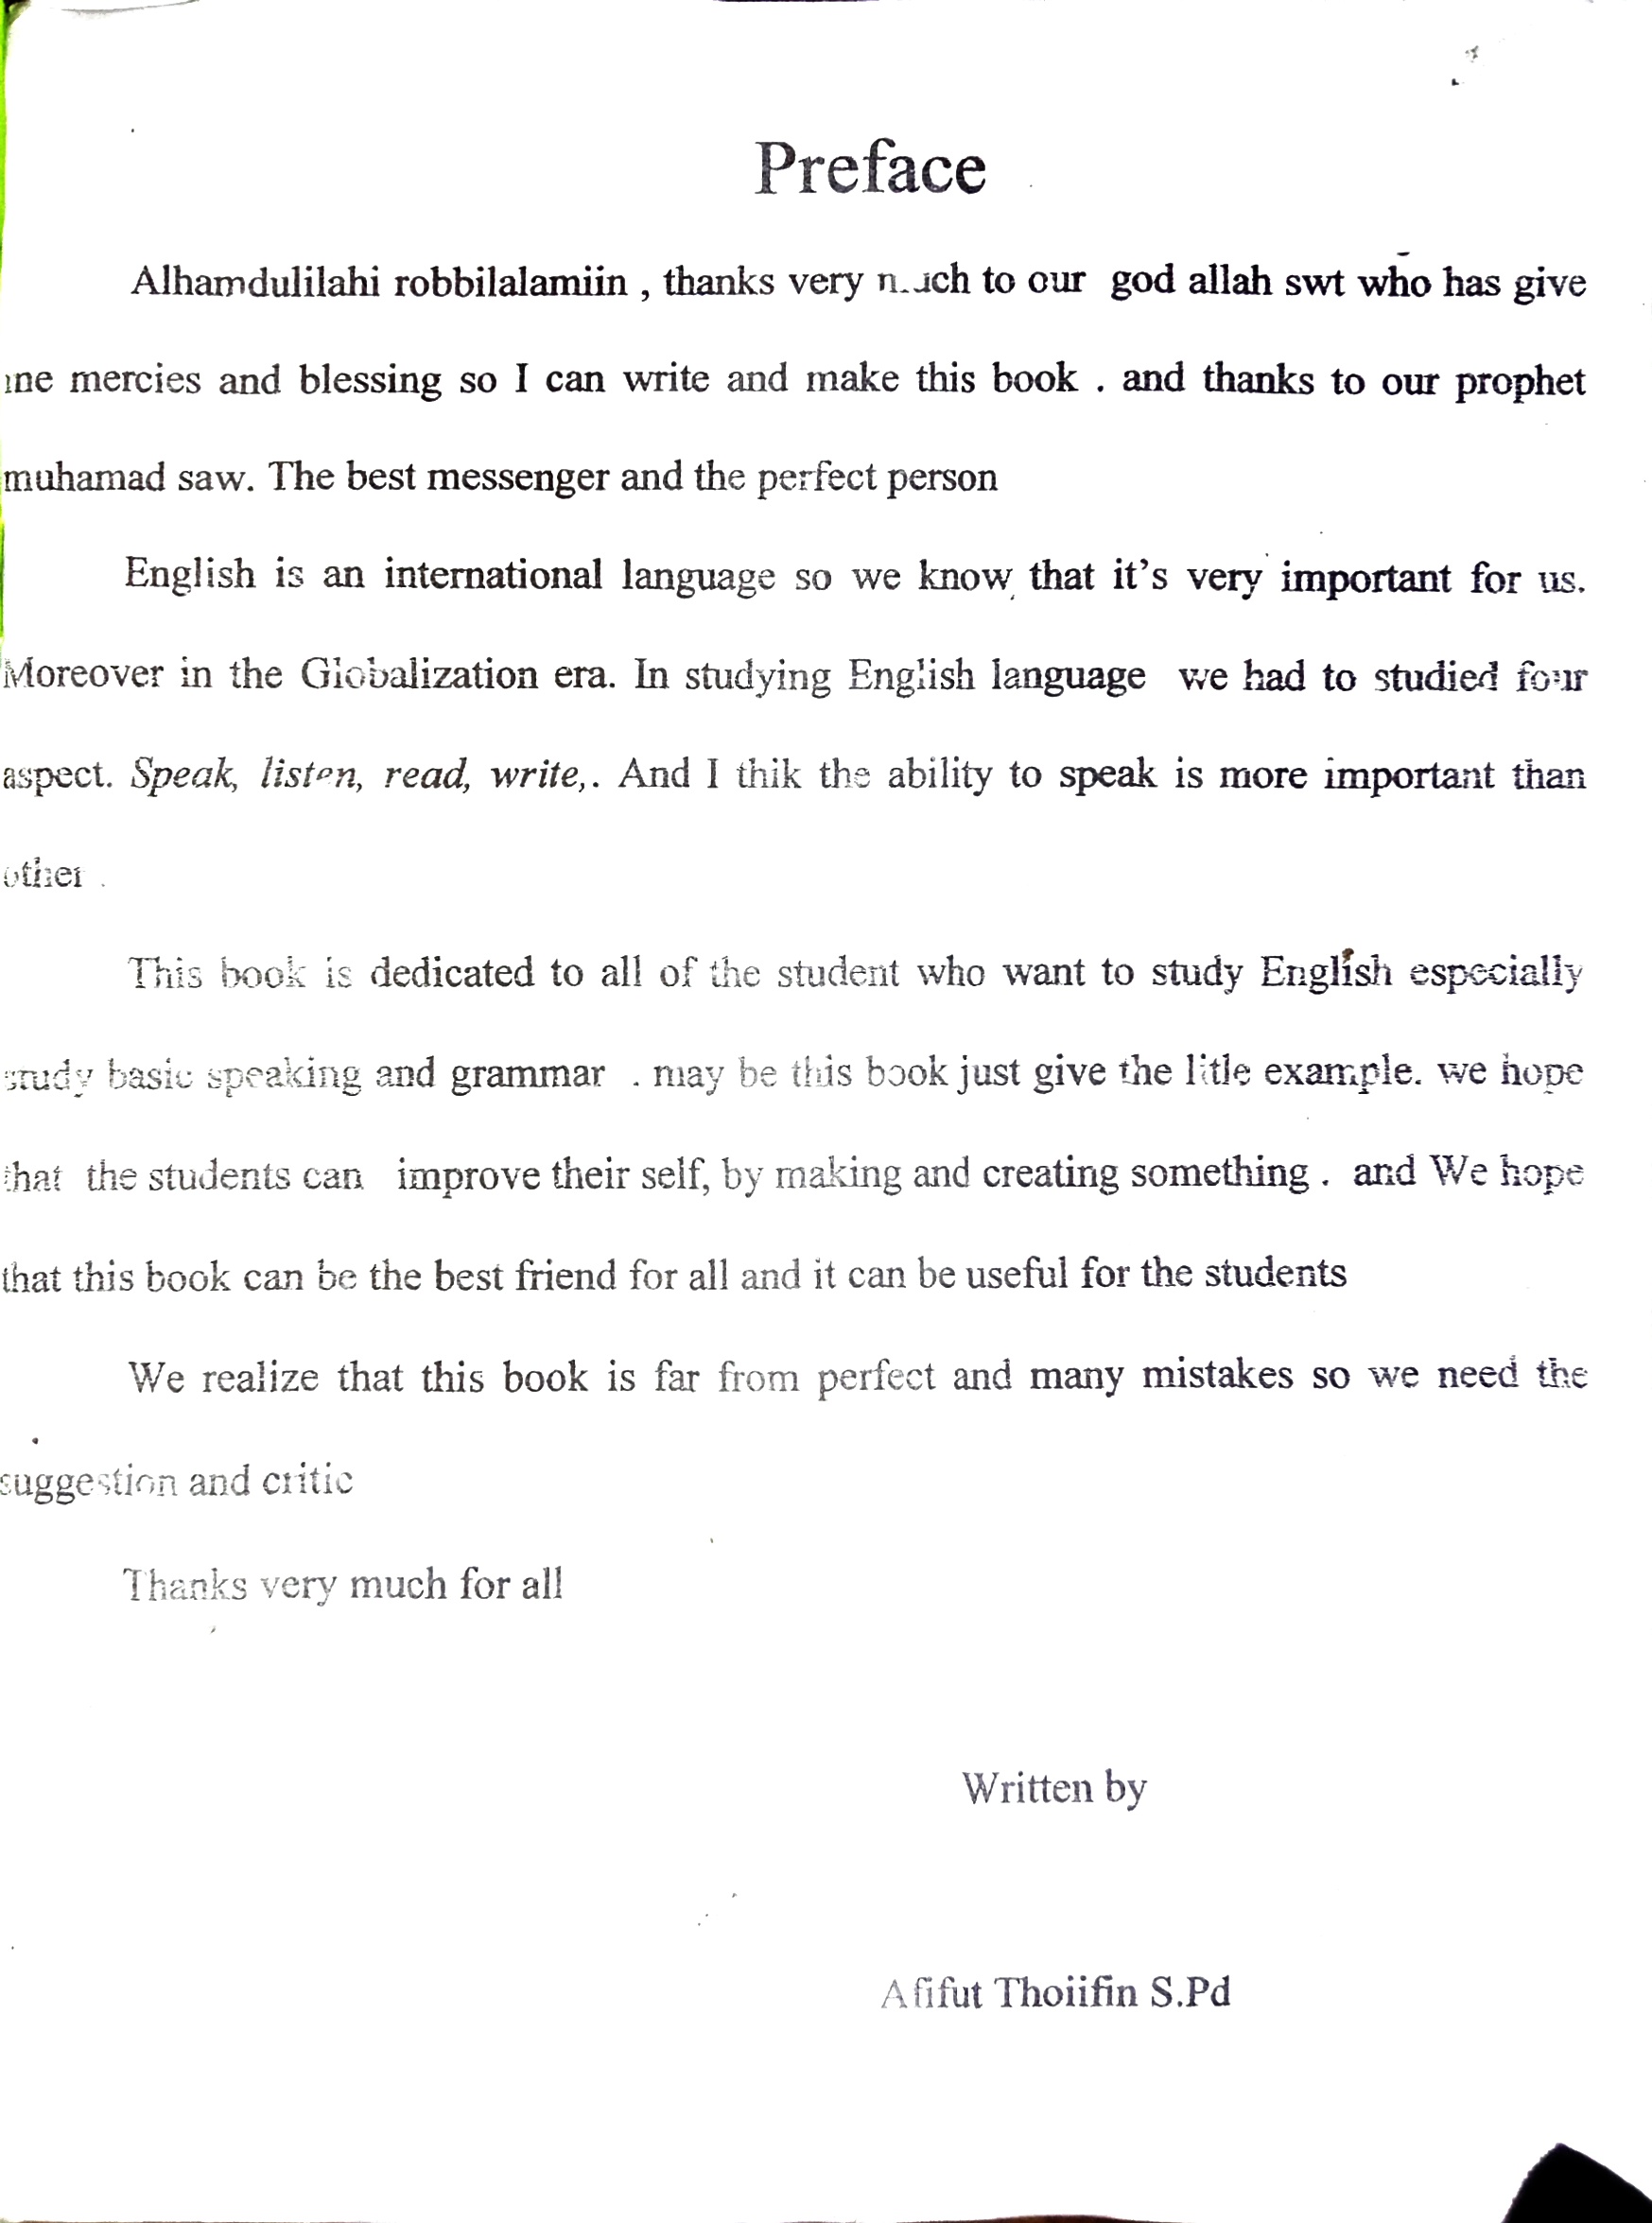 Preface
Alhamdulilahi robbilalamiin , thanks very much to our god allah swt who has give
me mercies and blessing so I can write and make this book . and thanks to our prophet
muhamad saw. The best messenger and the perfect person
English is an international language so we know that it's very important for us.
Moreover in the Globalization era. In studying English language we had to studied four
aspect. Speak, listen, read, write,. And I thik the ability to speak is more important than
other .
This book is dedicated to all of the student who want to study English especially
study basic speaking and grammar . may be this book just give the litle example. we hope
that the students can improve their self, by making and creating something . and We hope
that this book can be the best friend for all and it can be useful for the students
We realize that this book is far from perfect and many mistakes so we need the
suggestion and critic
Thanks very much for all
Written by
Afifut Thoiifin S.Pd